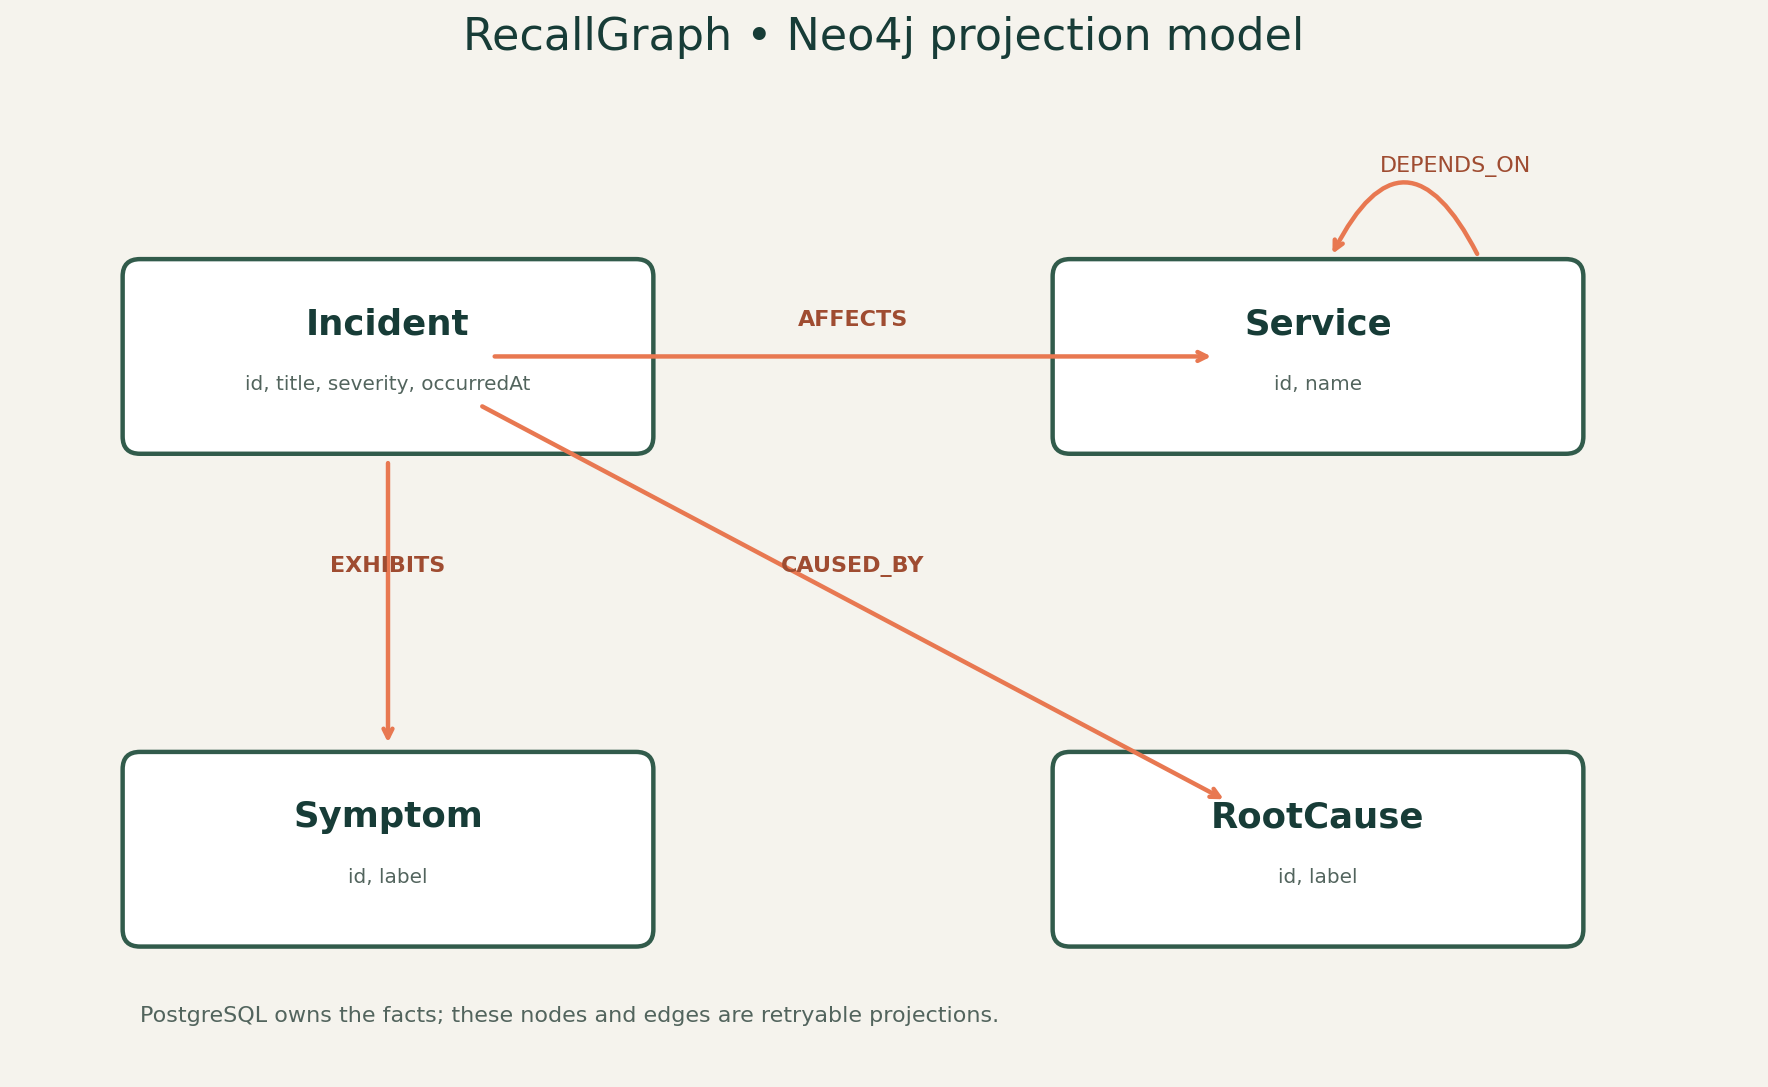 RecallGraph • Neo4j projection model
DEPENDS_ON
Incident
id, title, severity, occurredAt
AFFECTS
Service
id, name
EXHIBITS
CAUSED_BY
Symptom
id, label
RootCause
id, label
PostgreSQL owns the facts; these nodes and edges are retryable projections.